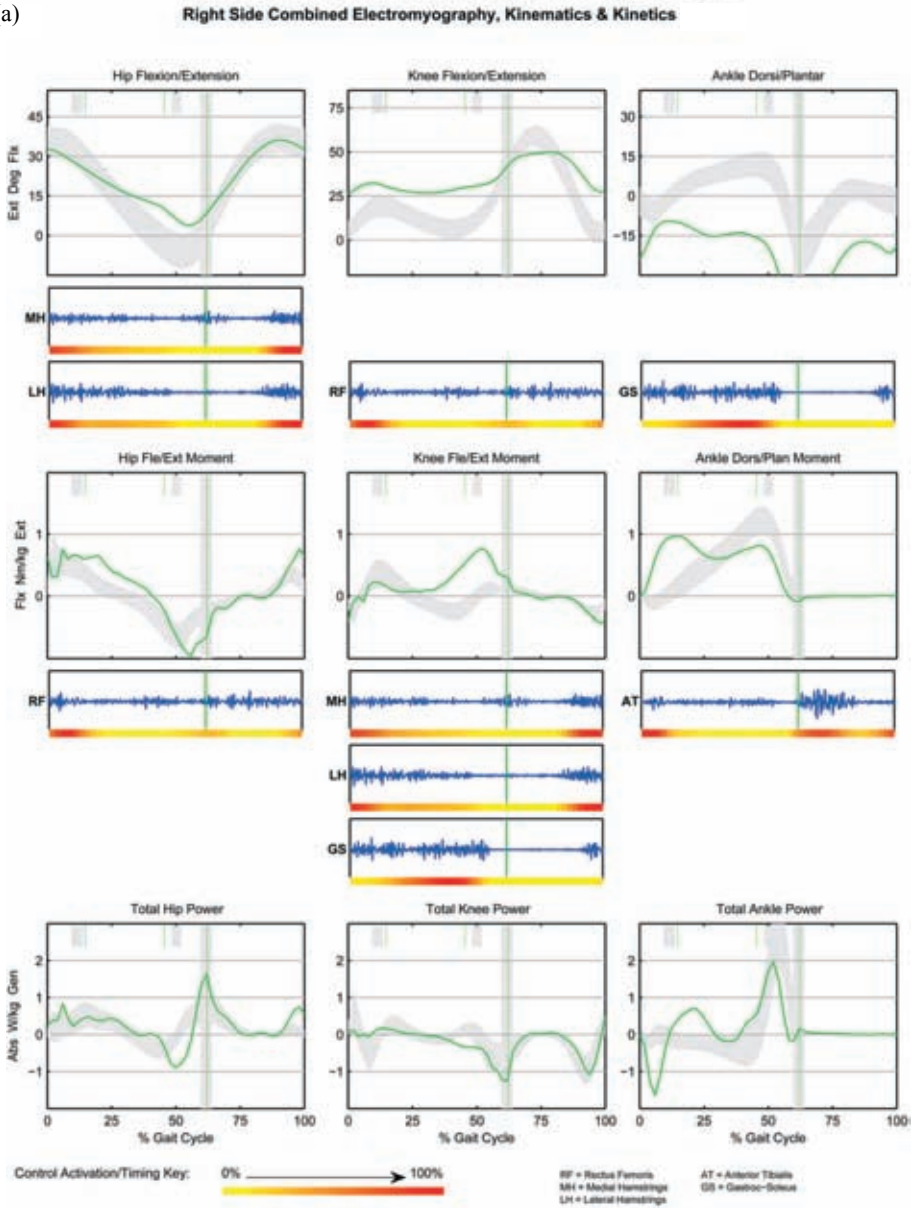 (a)
Right Side Combined Electromyography, Kinematics & Kinetics
Hip Flexion/Extension
Knee Flexion/Extension
Ankle Dorsi/Plantar
Ext Deg Flx
45
30
15
0
75
50
25
0
30
15
0
-15
MH
LH
RF
GS
Hip Fle/Ext Moment
Knee Fle/Ext Moment
Ankle Dors/Plan Moment
Flx Nm/kg Ext
1
0
1
0
1
0
RF
MH
AT
LH
GS
Total Hip Power
Total Knee Power
Total Ankle Power
Abs W/kg Gen
2
1
0
-1
2
1
0
-1
2
1
0
-1
0 25 50 75 100
0 25 50 75 100
0 25 50 75 100
% Gait Cycle
% Gait Cycle
% Gait Cycle
Control Activation/Timing Key:
0% 100%
RF = Rectus Femoris
MH = Medial Hamstrings
LH = Lateral Hamstrings
AT = Anterior Tibialis
GS = Gastroc-Soleus